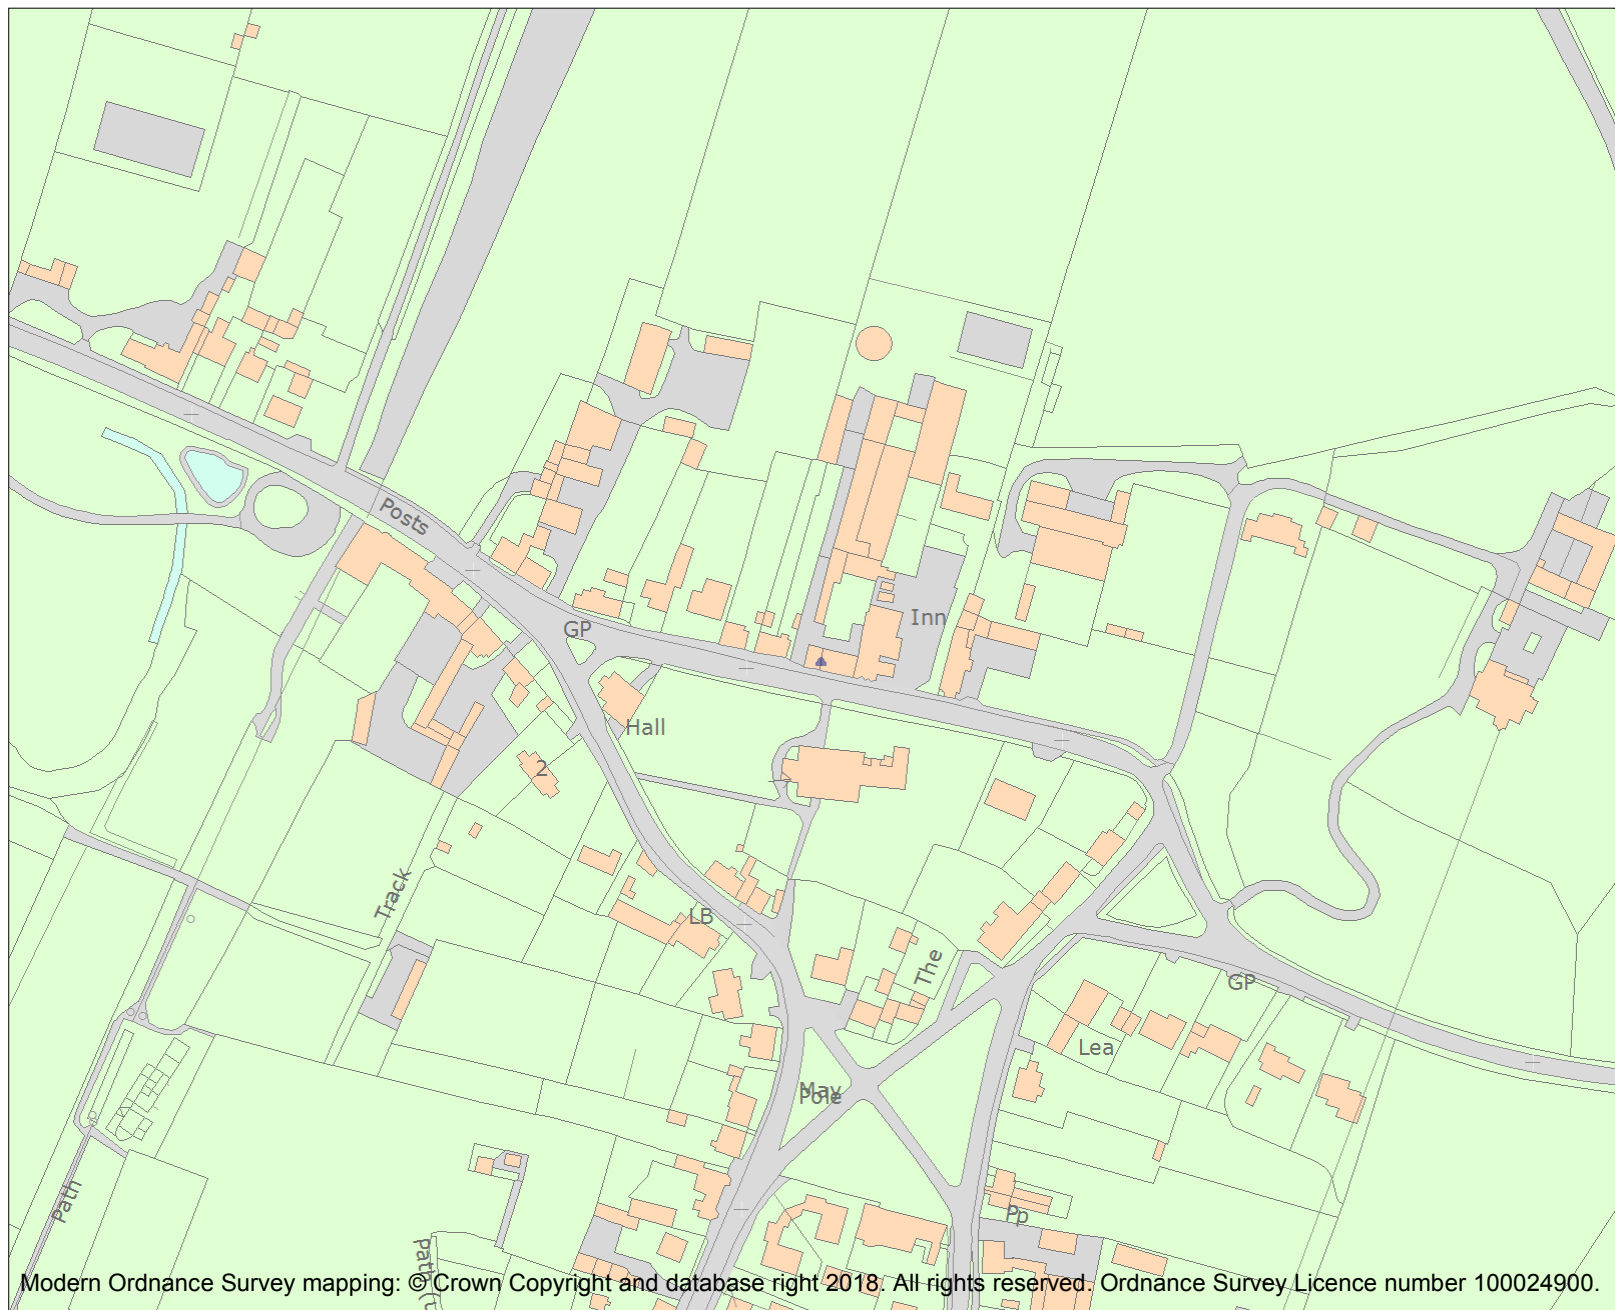 Posts
GP
Inn
Hall
2
Track
LB
The
GP
Lea
May
Pole
Path
Pp
Path (u
Modern Ordnance Survey mapping: © Crown Copyright and database right 2018. All rights reserved. Ordnance Survey Licence number 100024900.